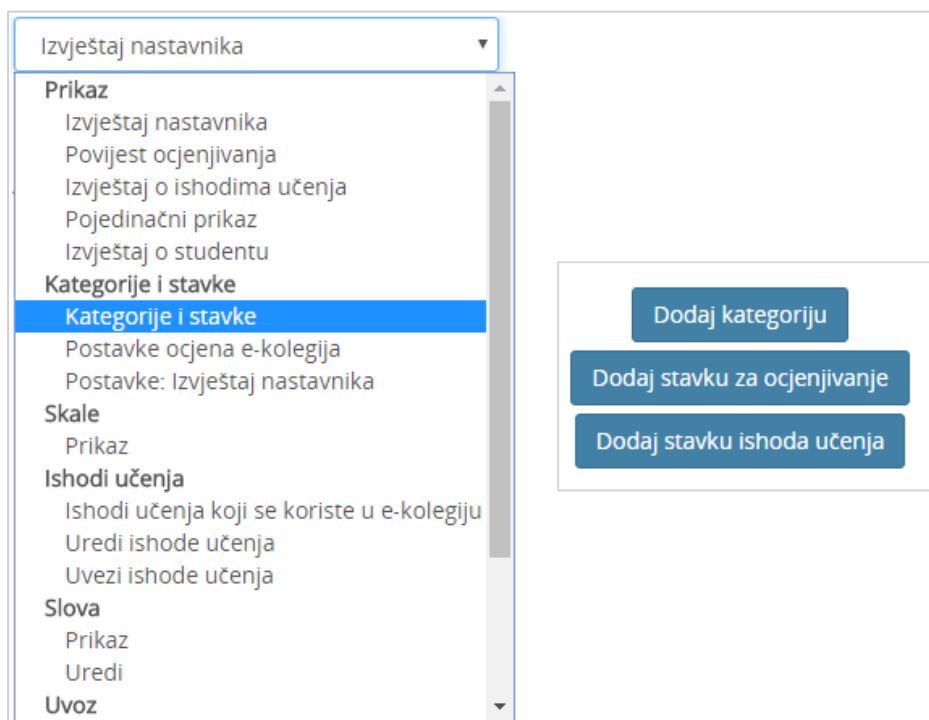 Izvještaj nastavnika
Prikaz
Izvještaj nastavnika
Povijest ocjenjivanja
Izvještaj o ishodima učenja
Pojedinačni prikaz
Izvještaj o studentu
Kategorije i stavke
Kategorije i stavke
Postavke ocjena e-kolegija
Postavke: Izvještaj nastavnika
Skale
Prikaz
Ishodi učenja
Ishodi učenja koji se koriste u e-kolegiju
Uredi ishode učenja
Uvezi ishode učenja
Slova
Prikaz
Uredi
Uvoz
Dodaj kategoriju
Dodaj stavku za ocjenjivanje
Dodaj stavku ishoda učenja